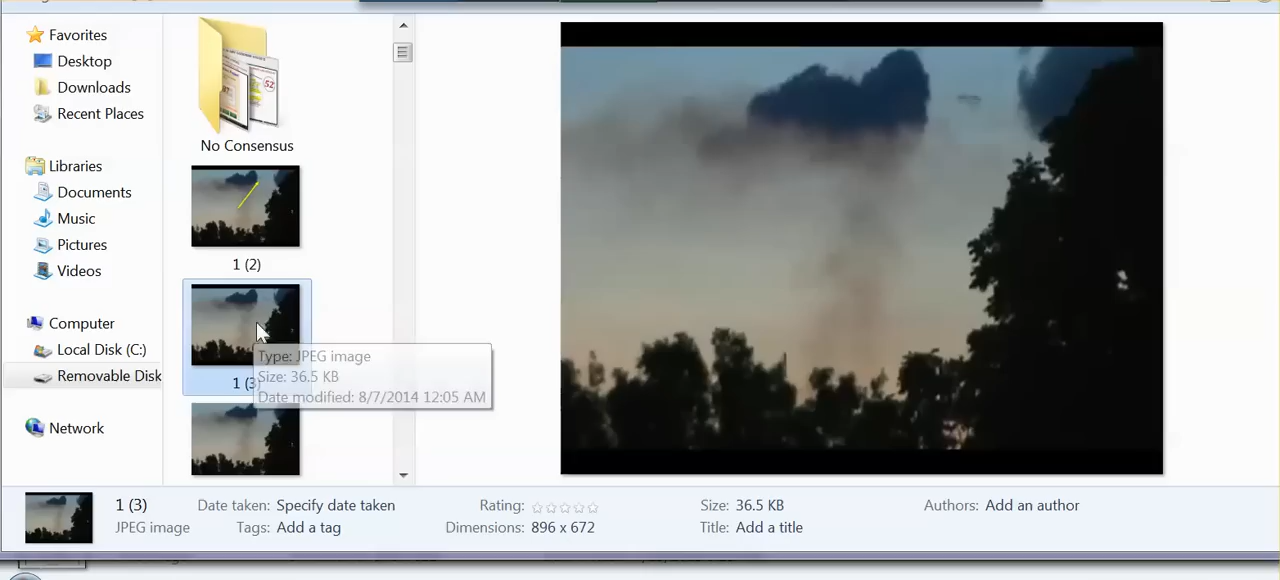 Favorites
Desktop
Downloads
Recent Places
Libraries
Documents
Music
Pictures
Videos
Computer
Local Disk (C:)
Removable Disk
Network
No Consensus
1 (2)
1 (3)
Type: JPEG image
Size: 36.5 KB
Date modified: 8/7/2014 12:05 AM
1 (3)
JPEG image
Date taken: Specify date taken
Tags: Add a tag
Rating:
Dimensions: 896 x 672
Size: 36.5 KB
Title: Add a title
Authors: Add an author